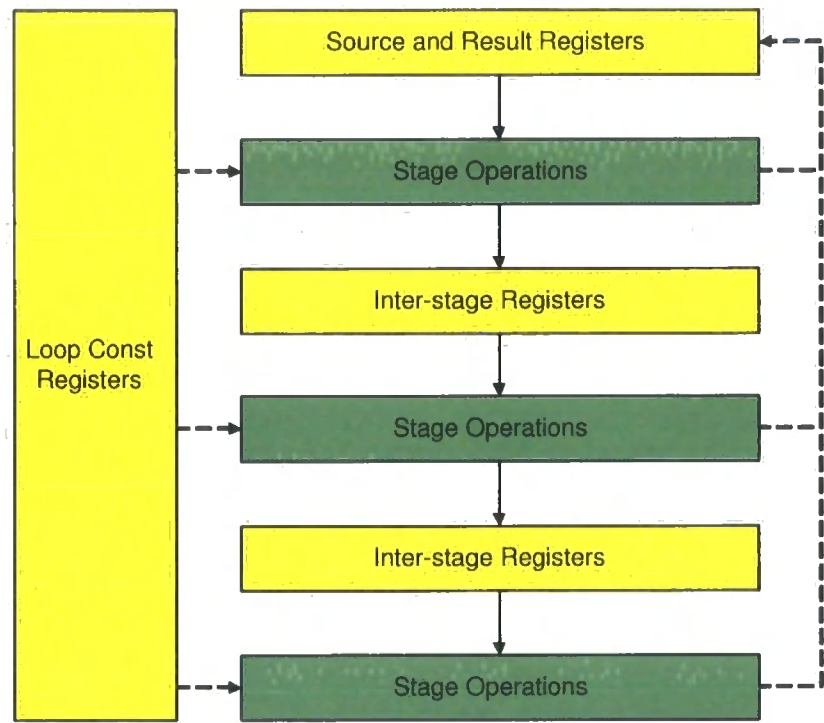 Source and Result Registers
Stage Operations
Inter-stage Registers
Loop Const
Registers
Stage Operations
Inter-stage Registers
Stage Operations